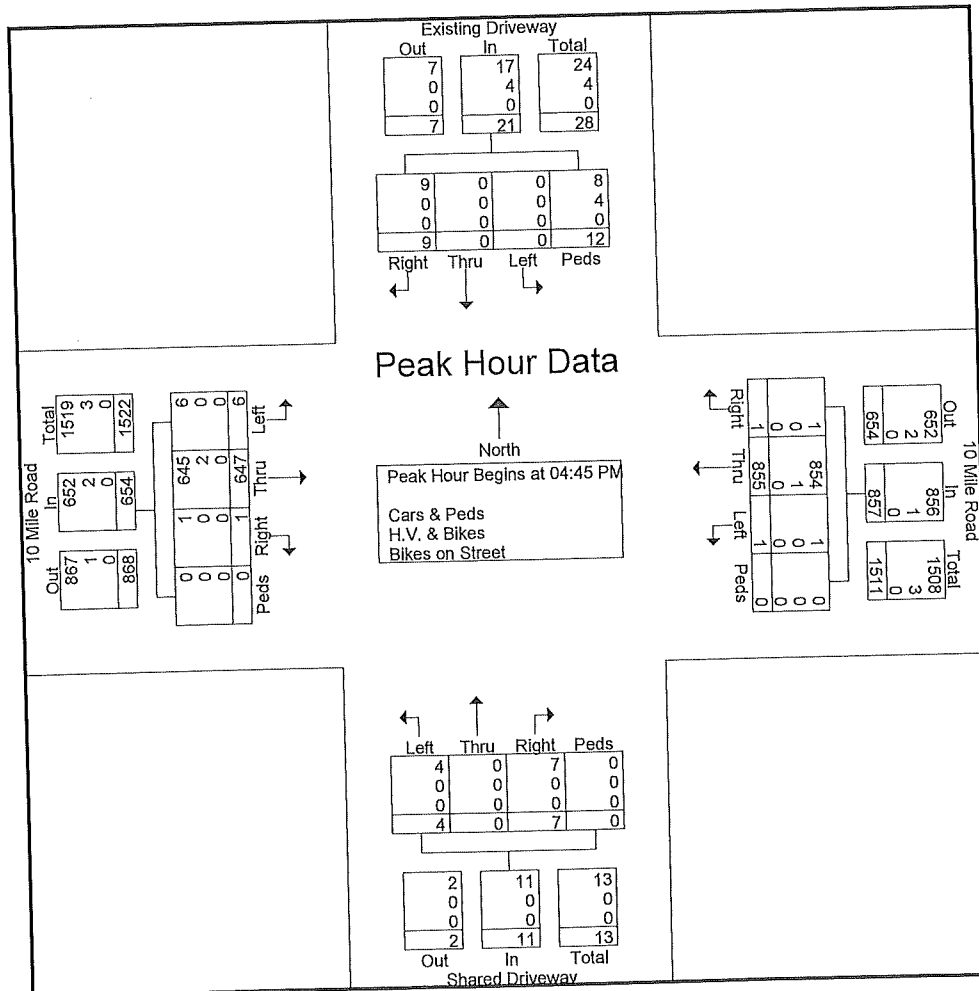 Existing Driveway
Out In Total
7 17 24
0 4 4
0 0 0
7 21 28
9 0 0 8
0 0 0 4
0 0 0 0
9 0 0 12
Right Thru Left Peds
Peak Hour Data
North
Peak Hour Begins at 04:45 PM
Cars & Peds
H.V. & Bikes
Bikes on Street
10 Mile Road
Out In Total
867 652 1519
1 2 3
0 0 0
868 654 1522
Left Thru Right Peds
6 645 1 0
0 2 0 0
0 0 0 0
6 647 1 0
10 Mile Road
Out In Total
652 856 1508
2 1 3
0 0 0
654 857 1511
Right Thru Left Peds
1 854 1 0
0 1 0 0
0 0 0 0
1 855 1 0
Left Thru Right Peds
4 0 7 0
0 0 0 0
0 0 0 0
4 0 7 0
2 11 13
0 0 0
0 0 0
2 11 13
Out In Total
Shared Driveway